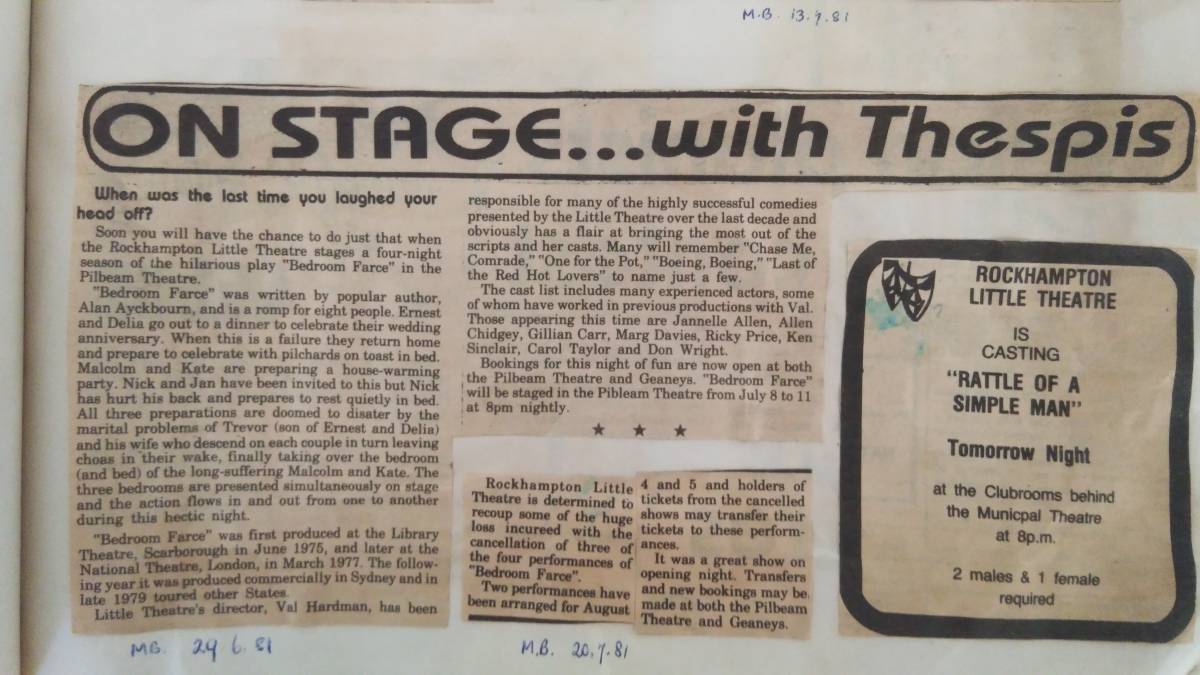 M.B. 13.7.81
ON STAGE...with Thespis
When was the last time you laughed your
head off?
Soon you will have the chance to do just that when
the Rockhampton Little Theatre stages a four-night
season of the hilarious play "Bedroom Farce" in the
Pilbeam Theatre.
"Bedroom Farce" was written by popular author,
Alan Ayckbourn, and is a romp for eight people. Ernest
and Delia go out to a dinner to celebrate their wedding
anniversary. When this is a failure they return home
and prepare to celebrate with pilchards on toast in bed.
Malcolm and Kate are preparing a house-warming
party. Nick and Jan have been invited to this but Nick
has hurt his back and prepares to rest quietly in bed.
All three preparations are doomed to disater by the
marital problems of Trevor (son of Ernest and Delia)
and his wife who descend on each couple in turn leaving
choas in their wake, finally taking over the bedroom
(and bed) of the long-suffering Malcolm and Kate. The
three bedrooms are presented simultaneously on stage
and the action flows in and out from one to another
during this hectic night.
"Bedroom Farce" was first produced at the Library
Theatre, Scarborough in June 1975, and later at the
National Theatre, London, in March 1977. The follow-
ing year it was produced commercially in Sydney and in
late 1979 toured other States.
Little Theatre's director, Val Hardman, has been
responsible for many of the highly successful comedies
presented by the Little Theatre over the last decade and
obviously has a flair at bringing the most out of the
scripts and her casts. Many will remember "Chase Me,
Comrade," "One for the Pot," "Boeing, Boeing," "Last of
the Red Hot Lovers" to name just a few.
The cast list includes many experienced actors, some
of whom have worked in previous productions with Val.
Those appearing this time are Jannelle Allen, Allen
Chidgey, Gillian Carr, Marg Davies, Ricky Price, Ken
Sinclair, Carol Taylor and Don Wright.
Bookings for this night of fun are now open at both
the Pilbeam Theatre and Geaneys. "Bedroom Farce"
will be staged in the Pibleam Theatre from July 8 to 11
at 8pm nightly.
★ ★ ★
Rockhampton Little
Theatre is determined to
recoup some of the huge
loss incureed with the
cancellation of three of
the four performances of
"Bedroom Farce".
Two performances have
been arranged for August
4 and 5 and holders of
tickets from the cancelled
shows may transfer their
tickets to these perform-
ances.
It was a great show on
opening night. Transfers
and new bookings may be
made at both the Pilbeam
Theatre and Geaneys.
ROCKHAMPTON
LITTLE THEATRE
IS
CASTING
"RATTLE OF A
SIMPLE MAN"
Tomorrow Night
at the Clubrooms behind
the Municpal Theatre
at 8p.m.
2 males & 1 female
required
MB. 29 6.81
M.B. 20.7.81